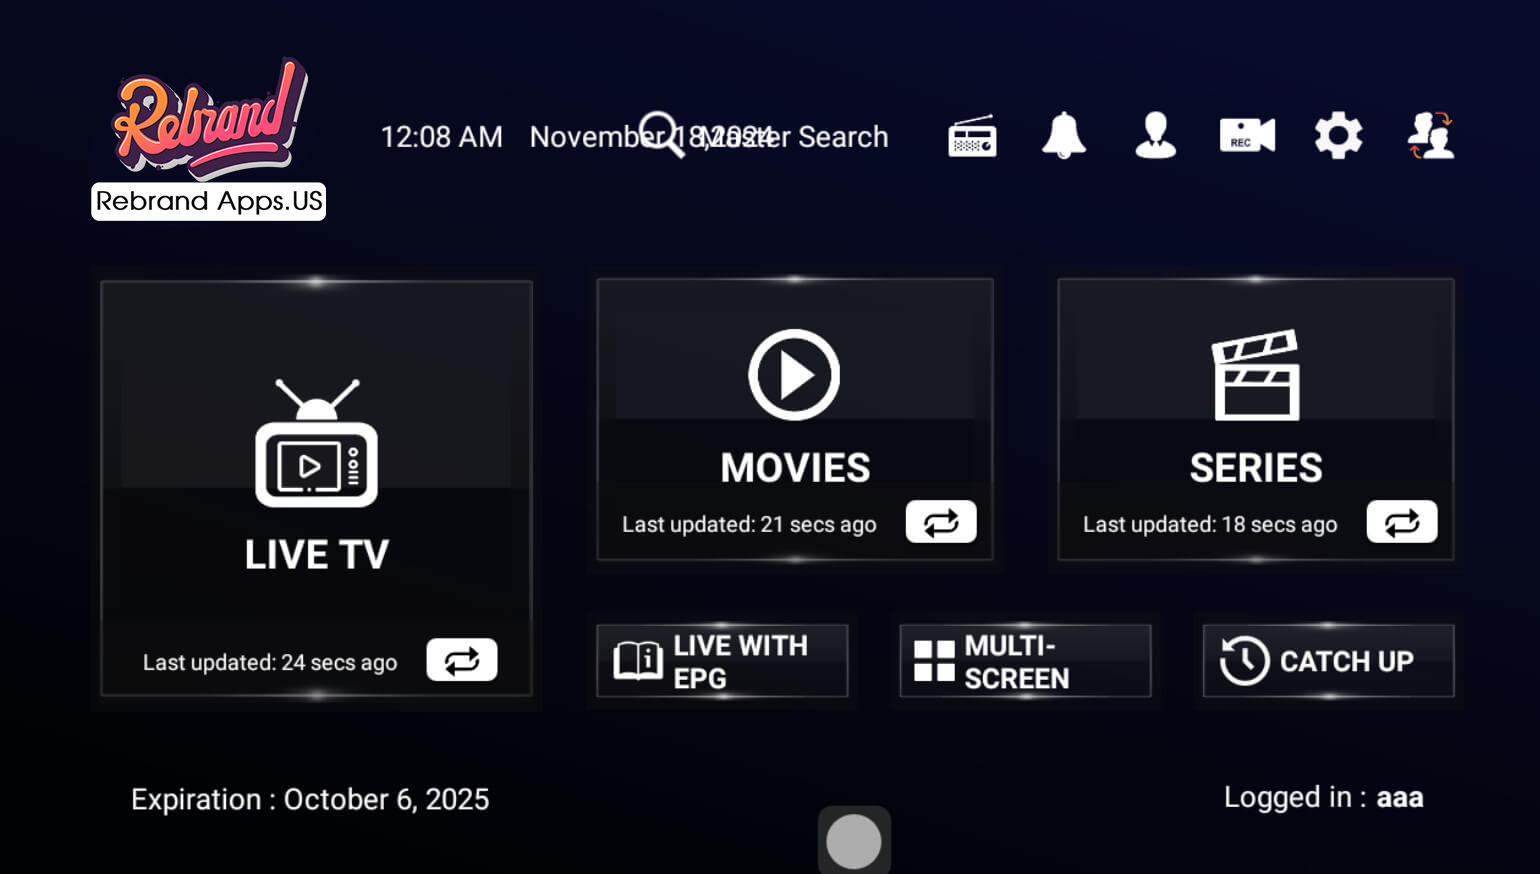 Rebrand
Rebrand Apps.US
12:08 AM November 18, 2024 Master Search
REC
LIVE TV
Last updated: 24 secs ago
MOVIES
Last updated: 21 secs ago
SERIES
Last updated: 18 secs ago
LIVE WITH
EPG
MULTI-
SCREEN
CATCH UP
Expiration : October 6, 2025
Logged in : aaa